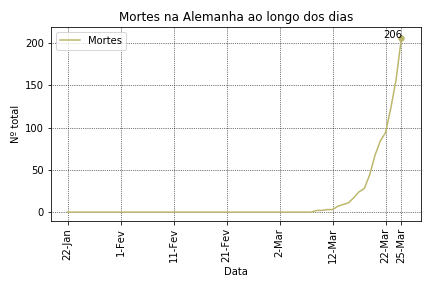 Mortes na Alemanha ao longo dos dias
Mortes
206
Nº total
200
150
100
50
0
22-Jan
1-Fev
11-Fev
21-Fev
2-Mar
12-Mar
22-Mar
25-Mar
Data